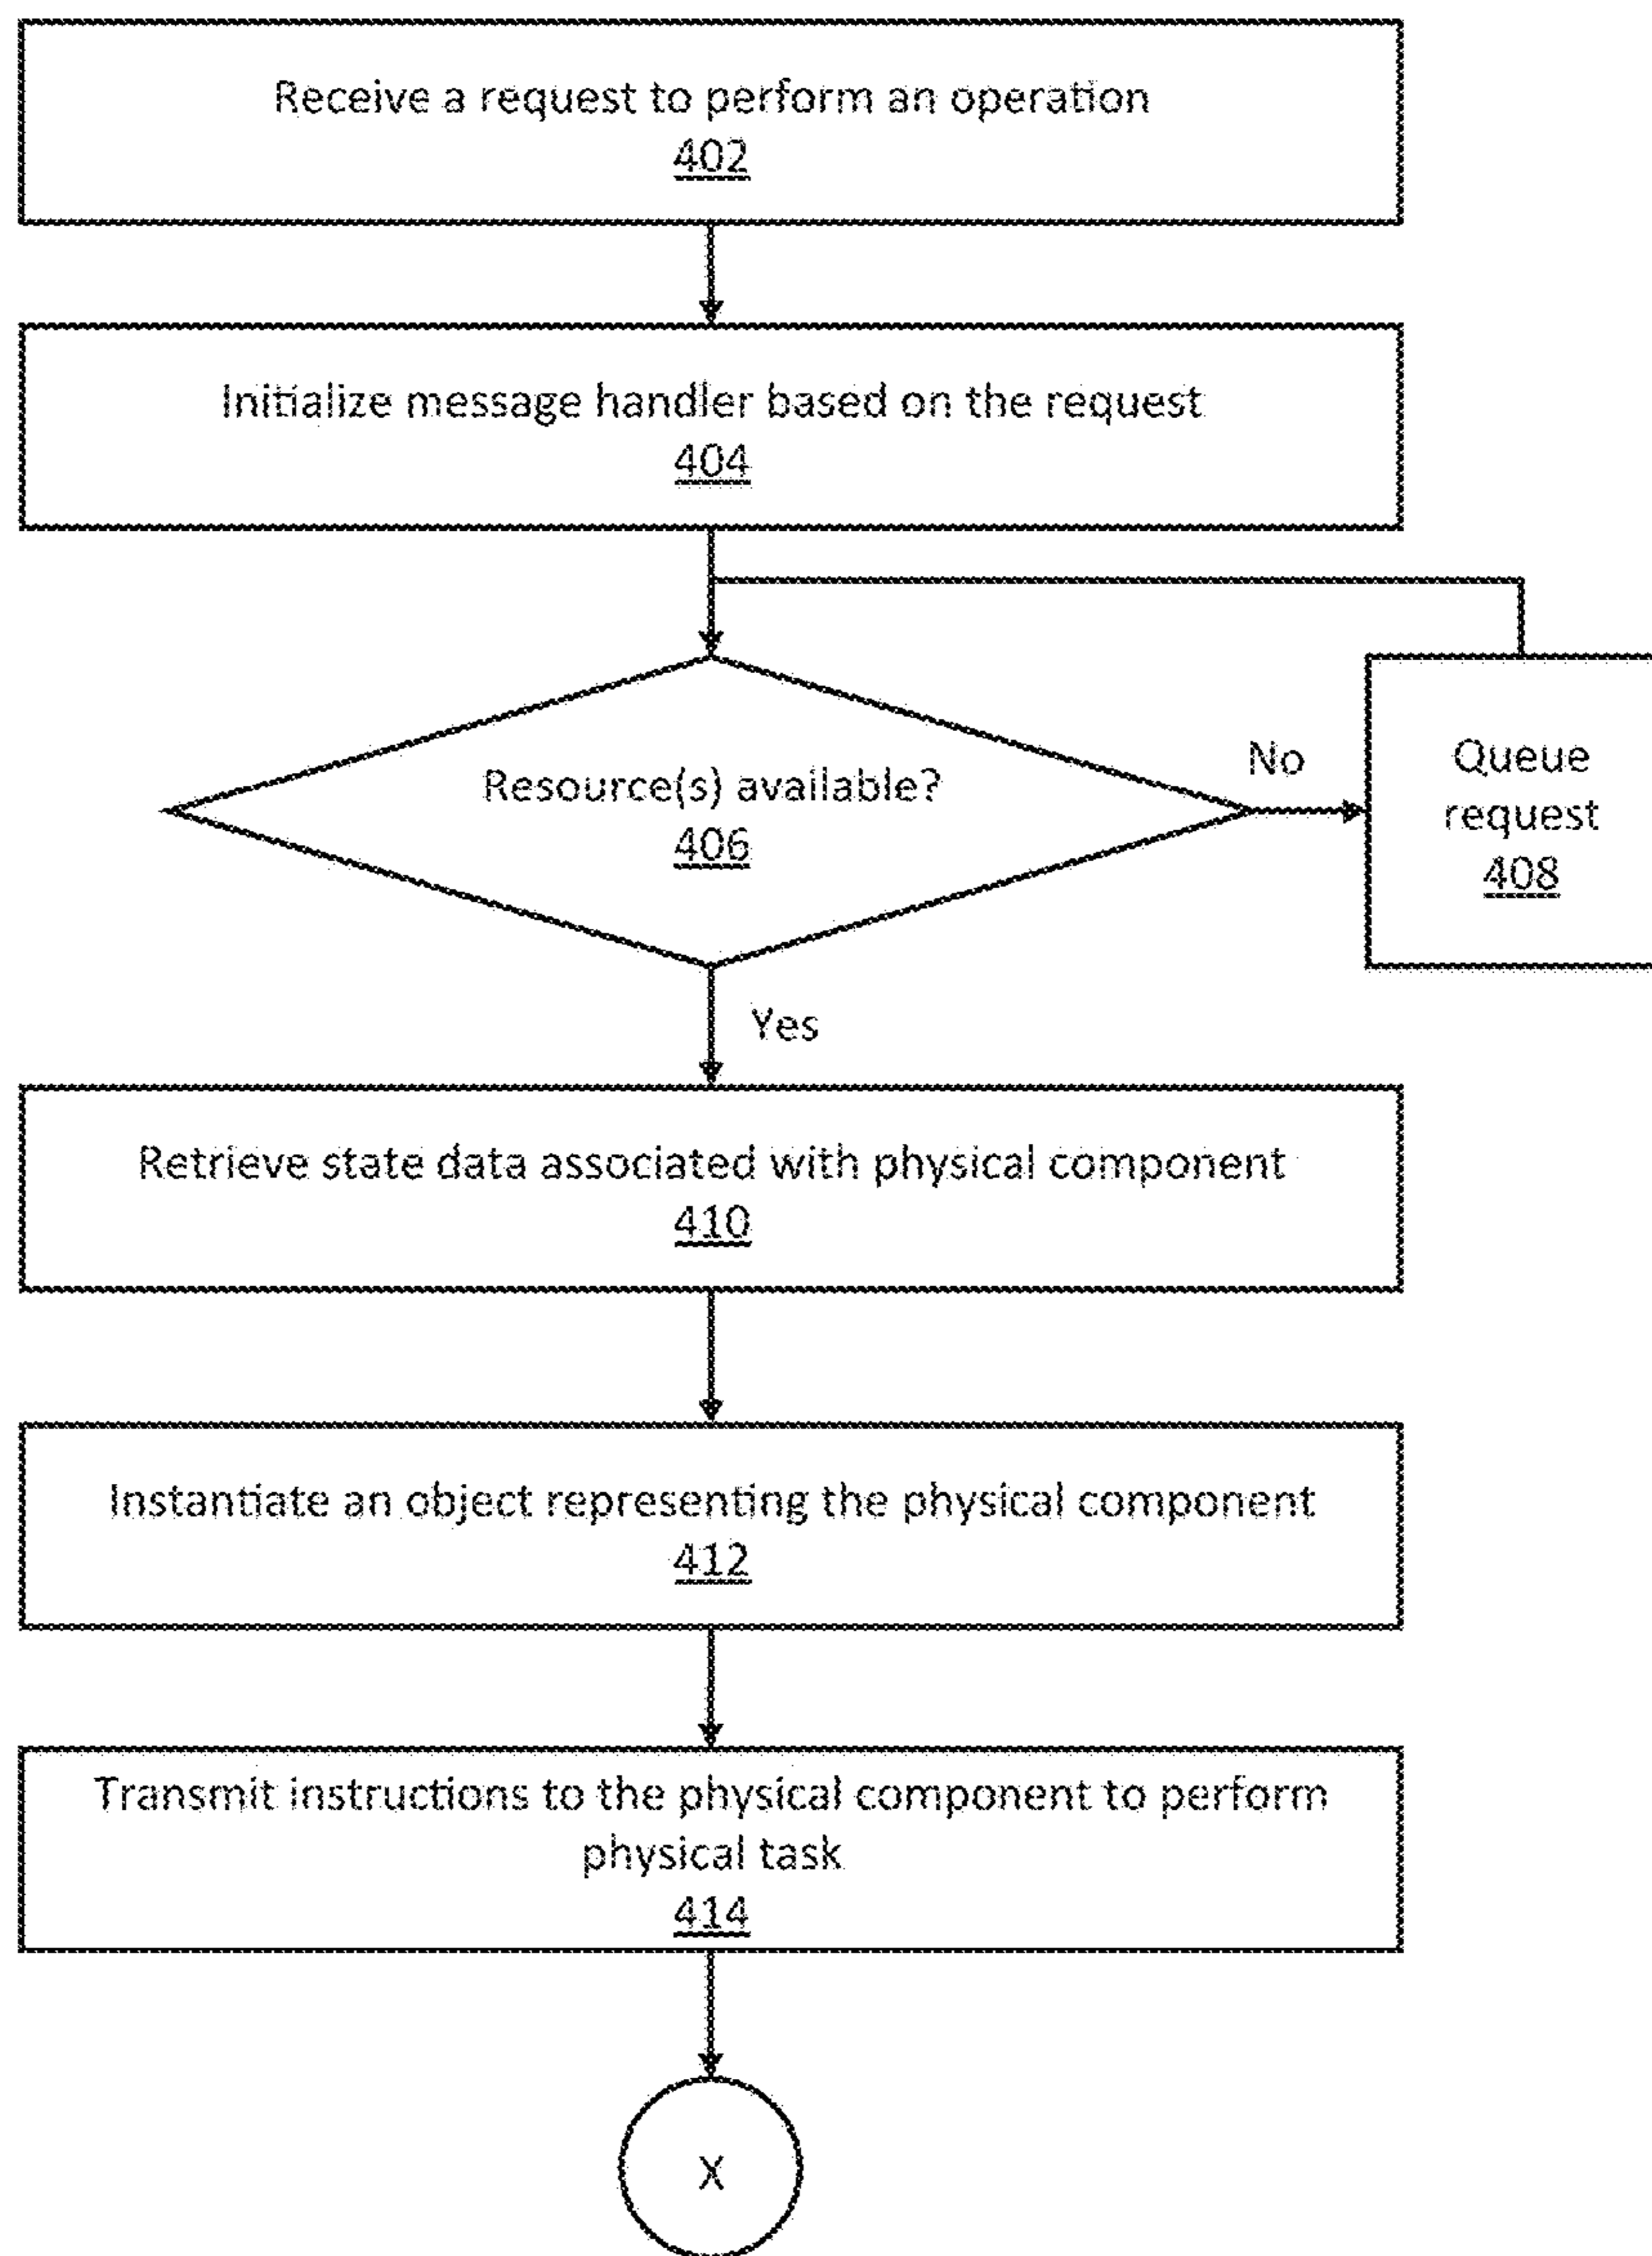 Receive a request to perform an operation
402
Initialize message handler based on the request
404
Resource(s) available?
406
No
Queue
request
408
Yes
Retrieve state data associated with physical component
410
Instantiate an object representing the physical component
412
Transmit instructions to the physical component to perform
physical task
414
X